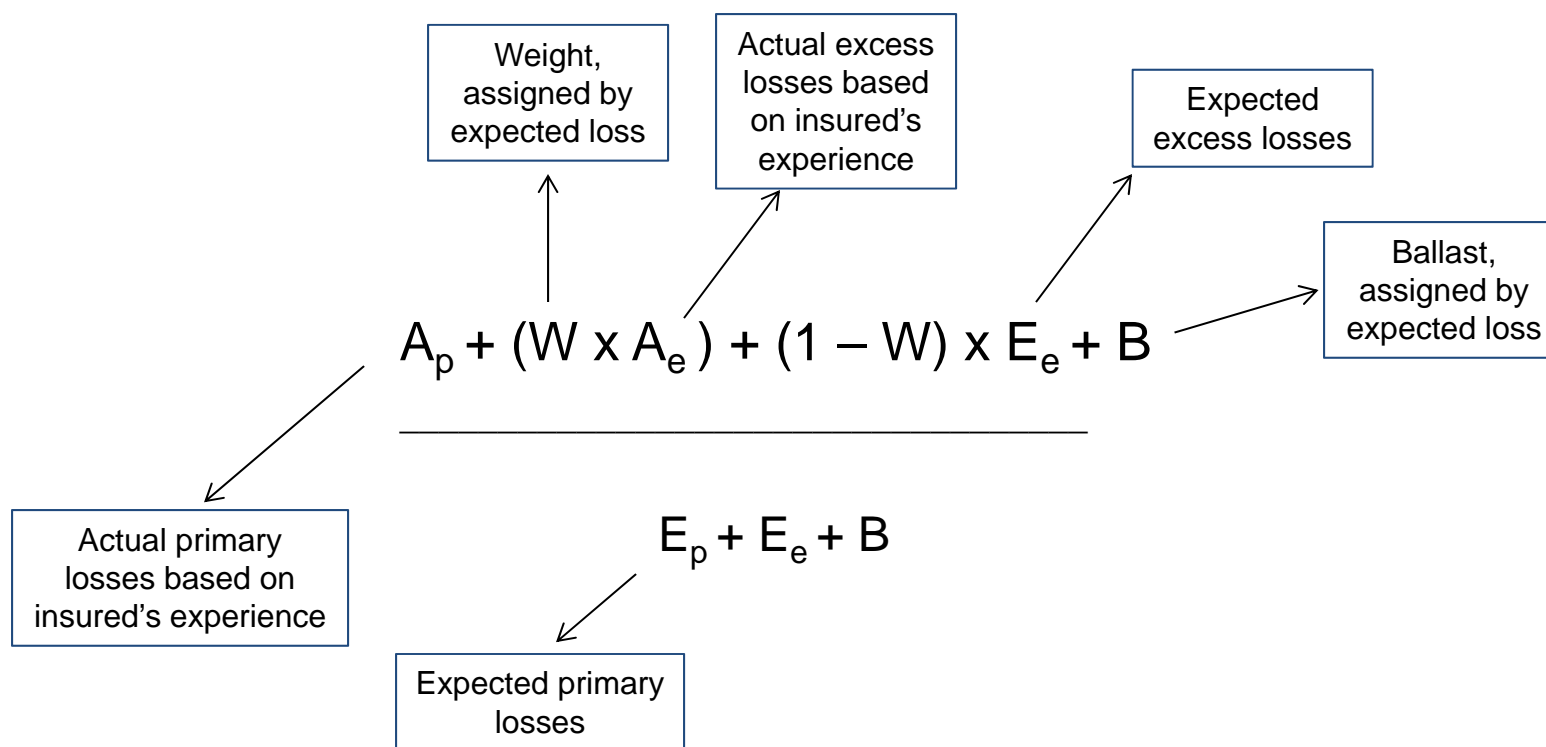 Weight,
assigned by
expected loss
Actual excess
losses based
on insured’s
experience
Expected
excess losses
Ballast,
assigned by
expected loss
Aₚ + (W x Aₑ ) + (1 – W) x Eₑ + B
Actual primary
losses based on
insured’s experience
Eₚ + Eₑ + B
Expected primary
losses